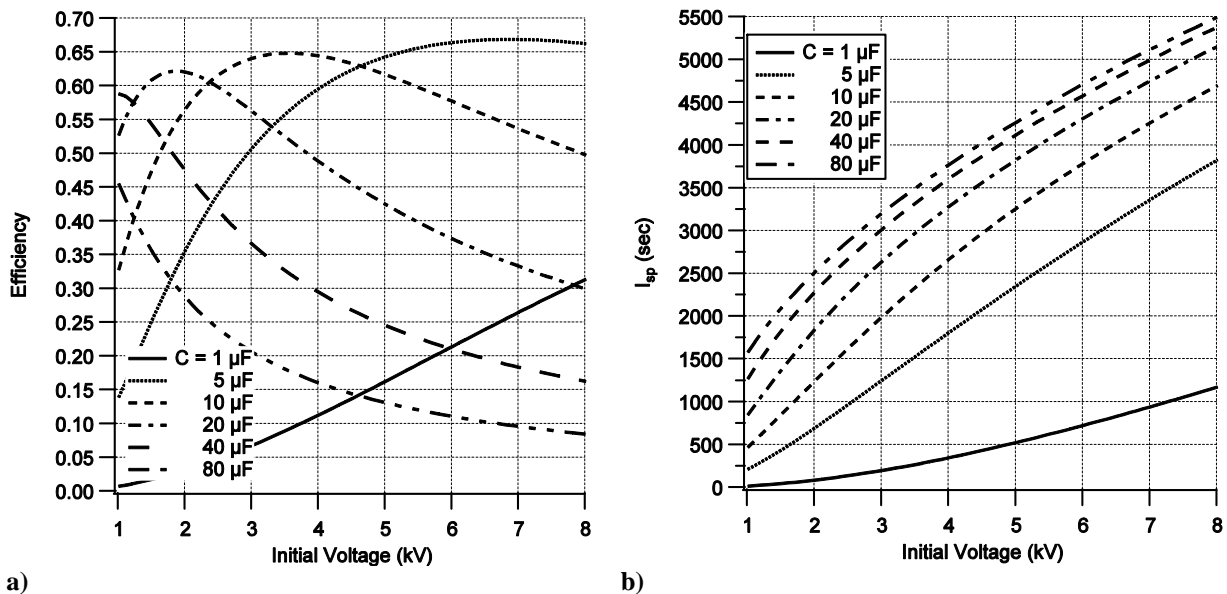 0.70
0.65
0.60
0.55
0.50
0.45
0.40
0.35
0.30
0.25
0.20
0.15
0.10
0.05
0.00
Efficiency
C = 1 µF
5 µF
10 µF
20 µF
40 µF
80 µF
1 2 3 4 5 6 7 8
Initial Voltage (kV)
a)
5500
5000
4500
4000
3500
3000
2500
2000
1500
1000
500
0
Isp (sec)
C = 1 µF
5 µF
10 µF
20 µF
40 µF
80 µF
1 2 3 4 5 6 7 8
Initial Voltage (kV)
b)